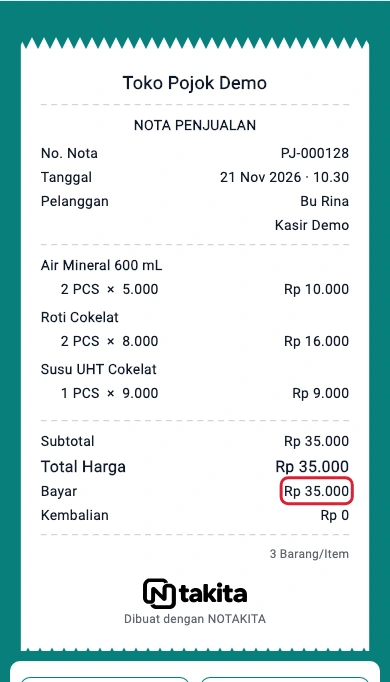 Toko Pojok Demo
NOTA PENJUALAN
No. Nota PJ-000128
Tanggal 21 Nov 2026 · 10.30
Pelanggan Bu Rina
Kasir Demo
Air Mineral 600 mL
2 PCS × 5.000 Rp 10.000
Roti Cokelat
2 PCS × 8.000 Rp 16.000
Susu UHT Cokelat
1 PCS × 9.000 Rp 9.000
Subtotal Rp 35.000
Total Harga Rp 35.000
Bayar Rp 35.000
Kembalian Rp 0
3 Barang/Item
Ntakita
Dibuat dengan NOTAKITA